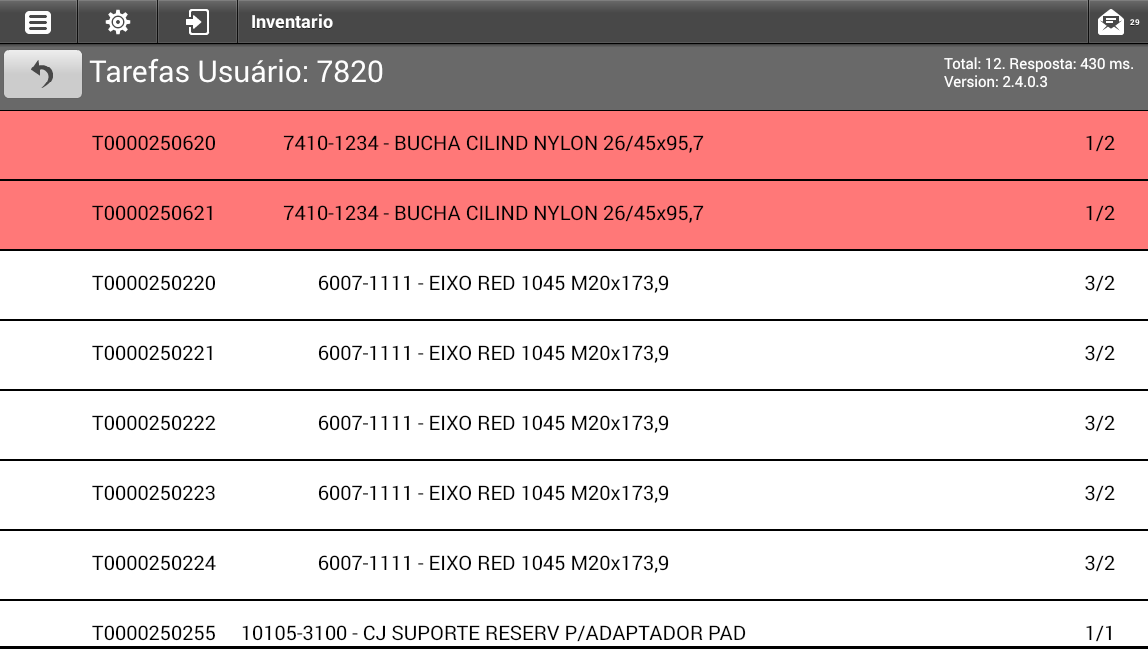 Inventario
29
Tarefas Usuário: 7820
Total: 12. Resposta: 430 ms.
Version: 2.4.0.3
T0000250620 7410-1234 - BUCHA CILIND NYLON 26/45x95,7 1/2
T0000250621 7410-1234 - BUCHA CILIND NYLON 26/45x95,7 1/2
T0000250220 6007-1111 - EIXO RED 1045 M20x173,9 3/2
T0000250221 6007-1111 - EIXO RED 1045 M20x173,9 3/2
T0000250222 6007-1111 - EIXO RED 1045 M20x173,9 3/2
T0000250223 6007-1111 - EIXO RED 1045 M20x173,9 3/2
T0000250224 6007-1111 - EIXO RED 1045 M20x173,9 3/2
T0000250255 10105-3100 - CJ SUPORTE RESERV P/ADAPTADOR PAD 1/1